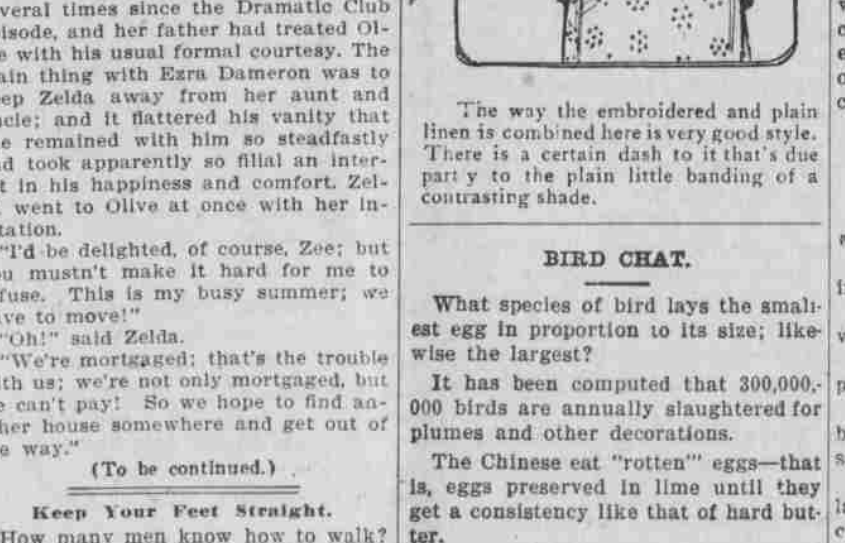 veral times since the Dramatic Club
isode, and her father had treated Ol-
e with his usual formal courtesy. The
ain thing with Ezra Dameron was to
ep Zelda away from her aunt and
ncle; and it flattered his vanity that
e remained with him so steadfastly
d took apparently so filial an inter-
t in his happiness and comfort. Zel-
went to Olive at once with her in-
tation.
"I'd be delighted, of course, Zee; but
u mustn't make it hard for me to
fuse. This is my busy summer; we
ve to move!"
"Oh!" said Zelda.
"We're mortgaged; that's the trouble
ith us; we're not only mortgaged, but
e can't pay! So we hope to find an-
her house somewhere and get out of
e way."
(To be continued.)
Keep Your Feet Straight.
How many men know how to walk?
The way the embroidered and plain
linen is combined here is very good style.
There is a certain dash to it that's due
part y to the plain little banding of a
contrasting shade.
BIRD CHAT.
What species of bird lays the small-
est egg in proportion to its size; like-
wise the largest?
It has been computed that 300,000,-
000 birds are annually slaughtered for
plumes and other decorations.
The Chinese eat "rotten'" eggs—that
is, eggs preserved in lime until they
get a consistency like that of hard but-
ter.